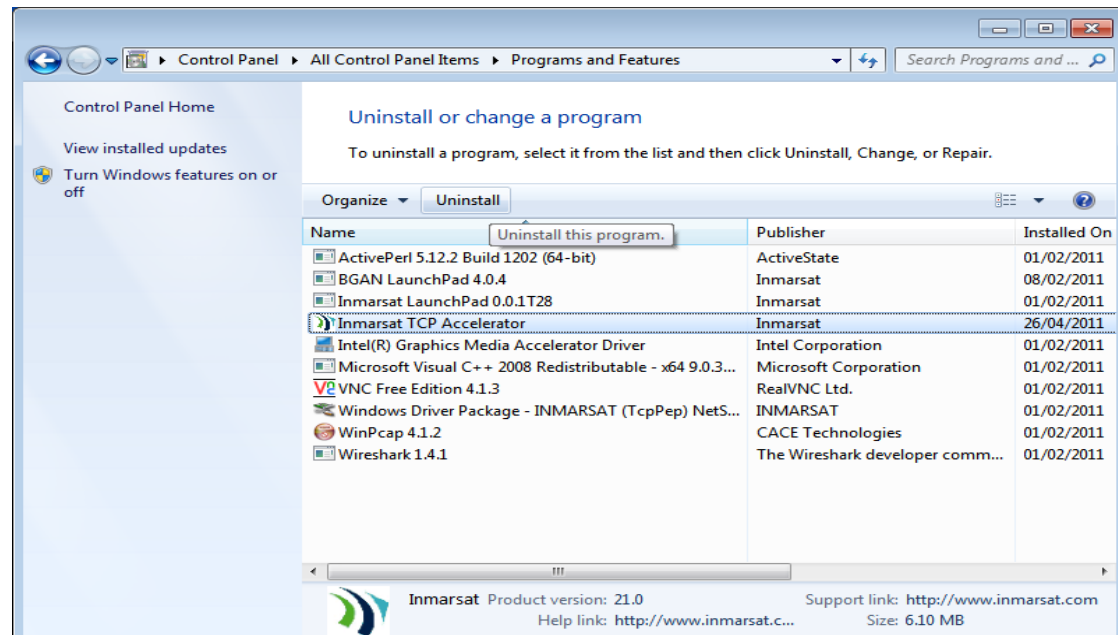 Control Panel ▸ All Control Panel Items ▸ Programs and Features
Search Programs and ...
Control Panel Home
View installed updates
Turn Windows features on or
off
Uninstall or change a program
To uninstall a program, select it from the list and then click Uninstall, Change, or Repair.
Organize Uninstall
Uninstall this program.
Name Publisher Installed On
ActivePerl 5.12.2 Build 1202 (64-bit) ActiveState 01/02/2011
BGAN LaunchPad 4.0.4 Inmarsat 08/02/2011
Inmarsat LaunchPad 0.0.1T28 Inmarsat 01/02/2011
Inmarsat TCP Accelerator Inmarsat 26/04/2011
Intel(R) Graphics Media Accelerator Driver Intel Corporation 01/02/2011
Microsoft Visual C++ 2008 Redistributable - x64 9.0.3... Microsoft Corporation 01/02/2011
VNC Free Edition 4.1.3 RealVNC Ltd. 01/02/2011
Windows Driver Package - INMARSAT (TcpPep) NetS... INMARSAT 01/02/2011
WinPcap 4.1.2 CACE Technologies 01/02/2011
Wireshark 1.4.1 The Wireshark developer comm... 01/02/2011
Inmarsat Product version: 21.0 Support link: http://www.inmarsat.com
Help link: http://www.inmarsat.c... Size: 6.10 MB